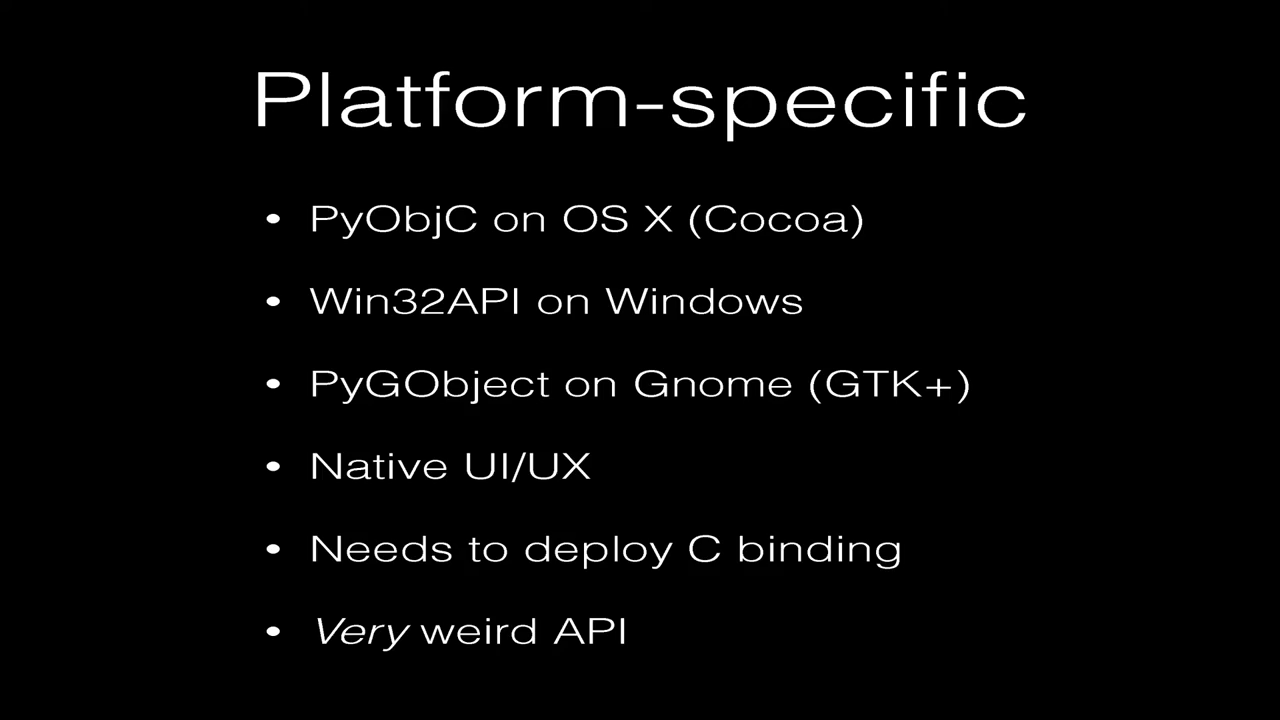 Platform-specific
• PyObjC on OS X (Cocoa)
• Win32API on Windows
• PyGObject on Gnome (GTK+)
• Native UI/UX
• Needs to deploy C binding
• Very weird API